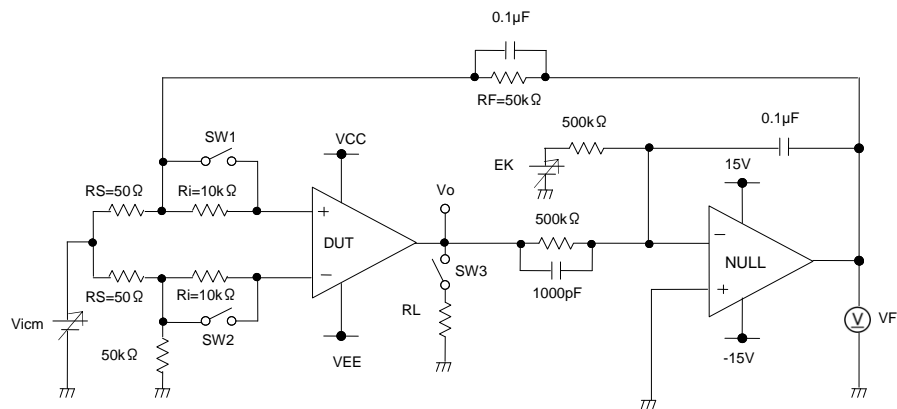 0.1μF
RF=50kΩ
0.1μF
500kΩ
SW1
VCC
EK
15V
RS=50Ω
Ri=10kΩ
Vo
500kΩ
+
DUT
−
−
NULL
+
SW3
1000pF
RS=50Ω
Ri=10kΩ
Vicm
SW2
RL
V
VF
50kΩ
VEE
-15V